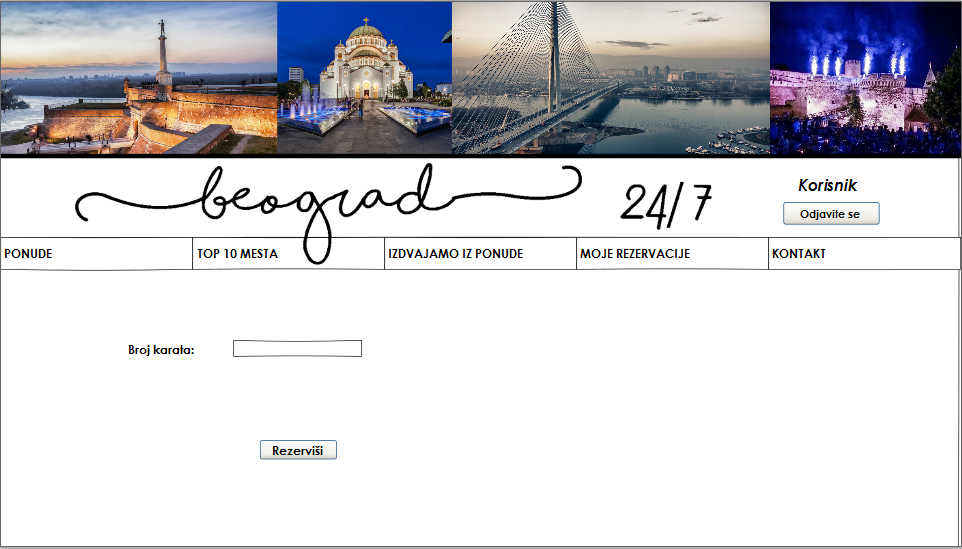 beograd 24/7
Korisnik
Odjavite se
PONUDE TOP 10 MESTA IZDVAJAMO IZ PONUDE MOJE REZERVACIJE KONTAKT
Broj karata:
Rezerviši